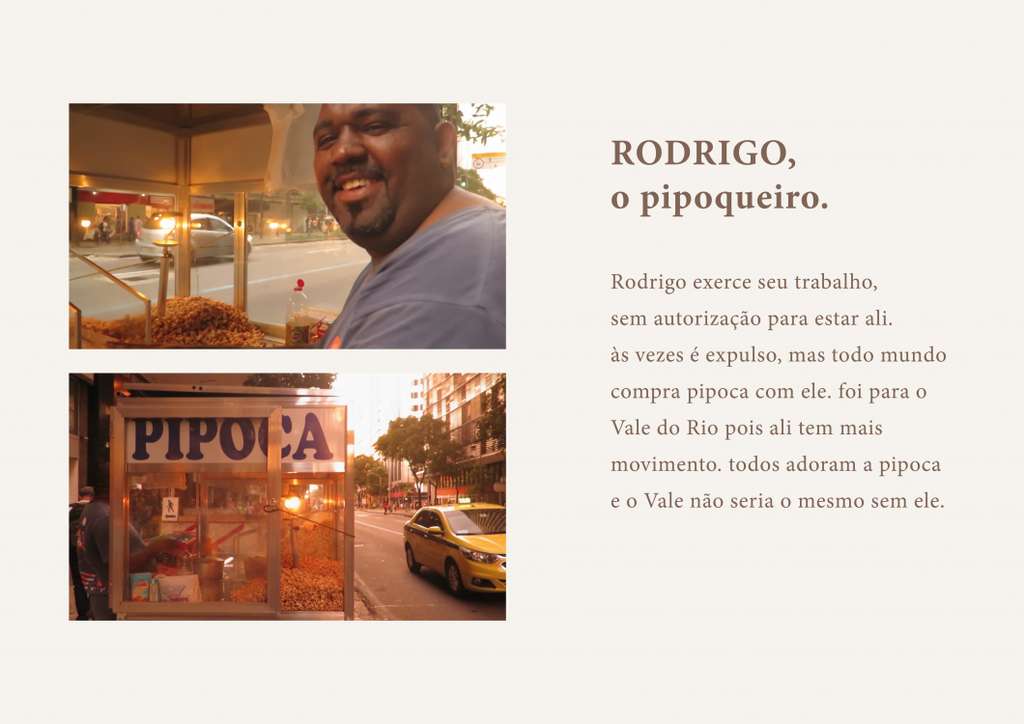 RODRIGO,
o pipoqueiro.
Rodrigo exerce seu trabalho,
sem autorização para estar ali.
às vezes é expulso, mas todo mundo
compra pipoca com ele. foi para o
Vale do Rio pois ali tem mais
movimento. todos adoram a pipoca
e o Vale não seria o mesmo sem ele.
PIPOCA